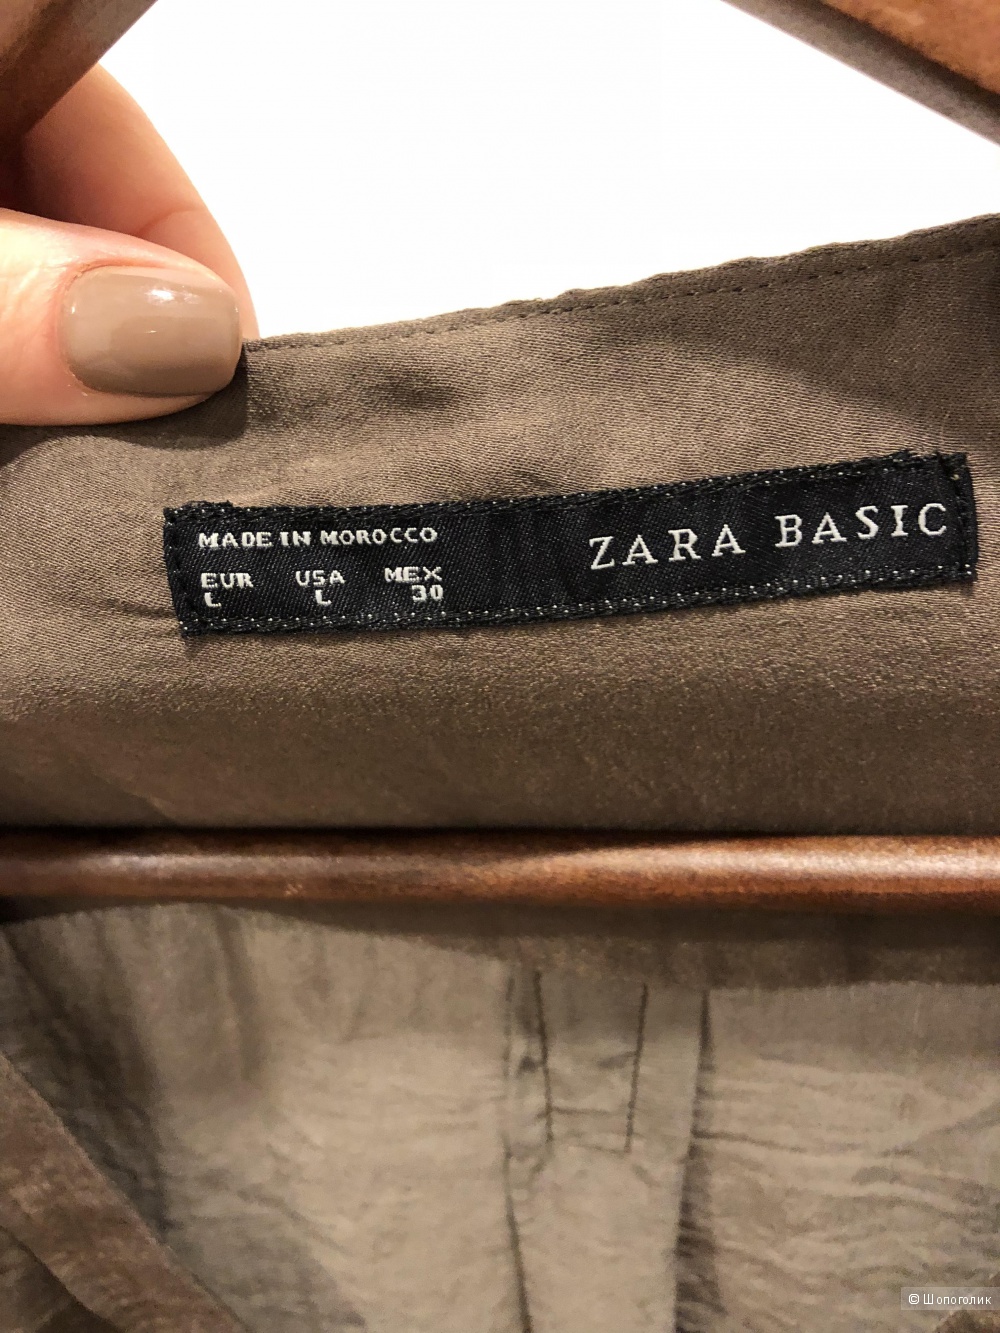 MADE IN MOROCCO
EUR USA MEX
L L 30
ZARA BASIC
© Шопоголик